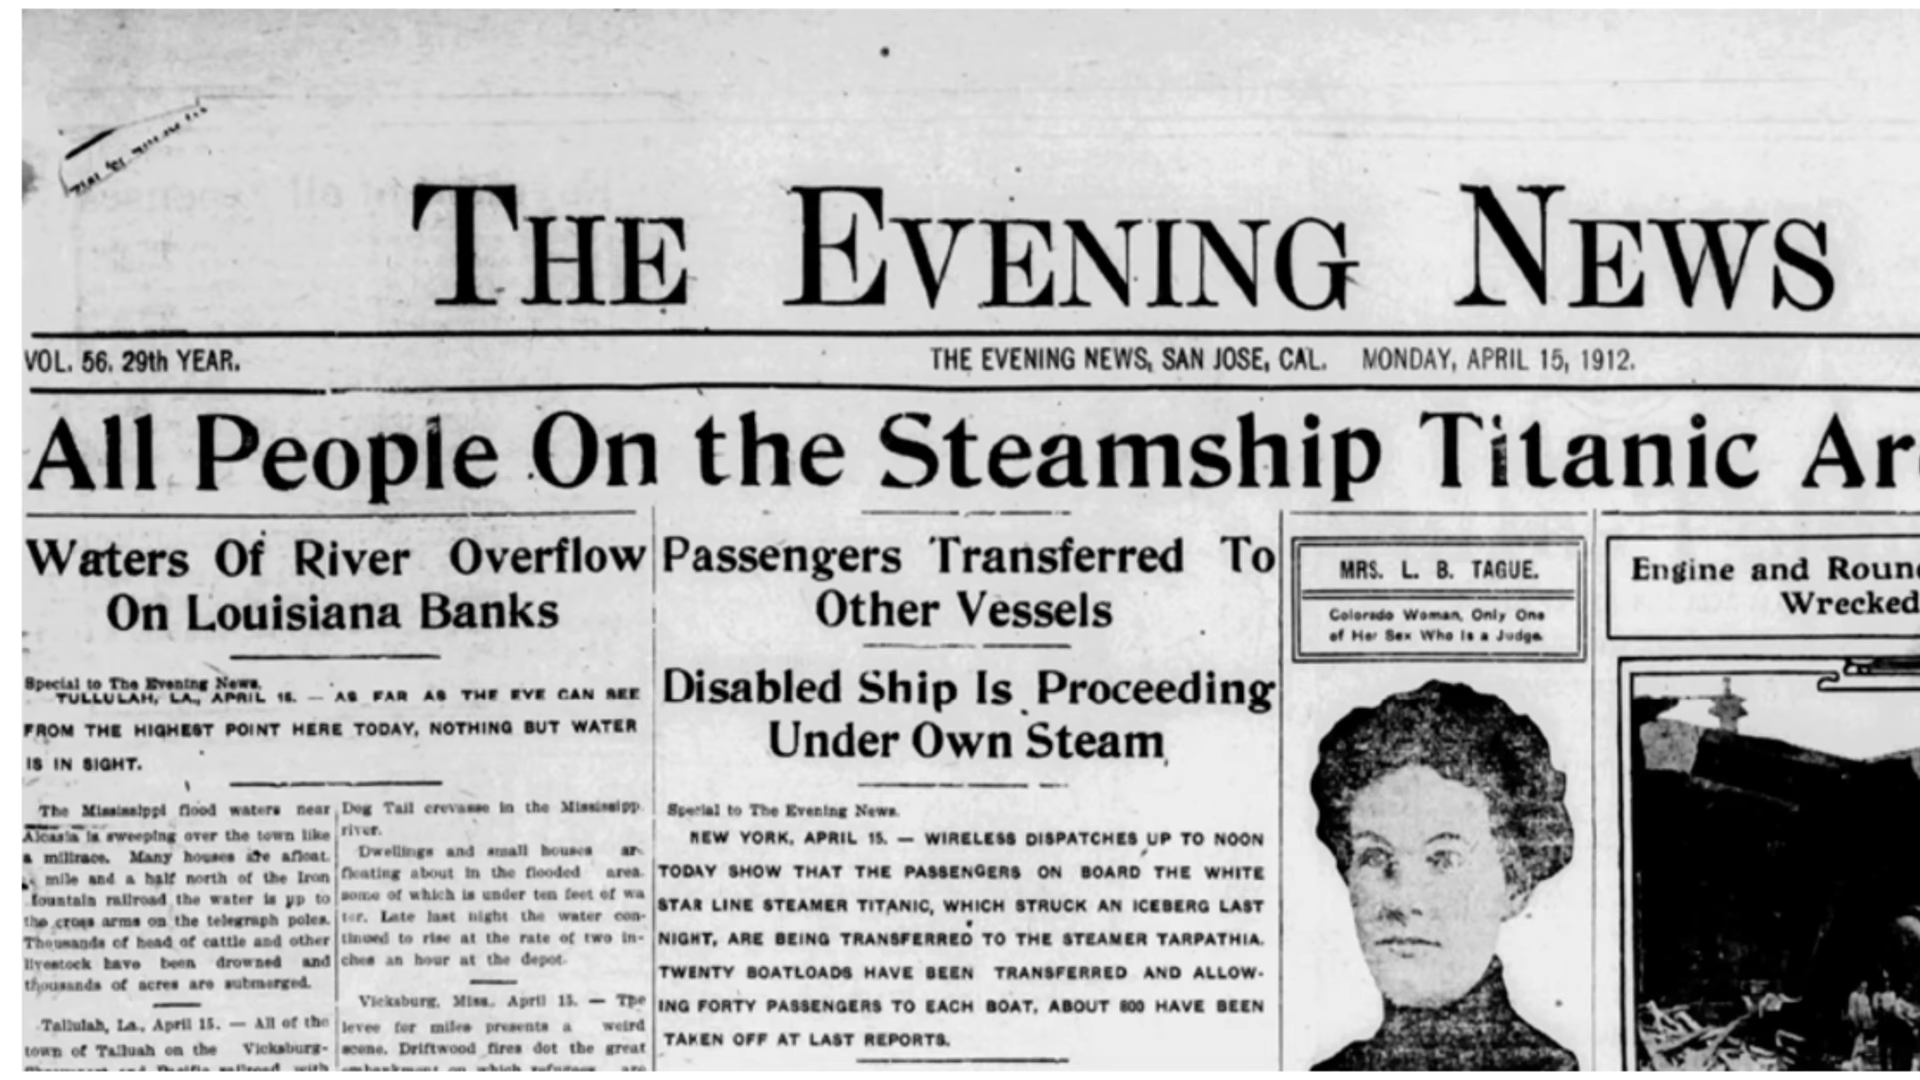 THE EVENING NEWS
VOL. 56. 29th YEAR.
THE EVENING NEWS, SAN JOSE, CAL. MONDAY, APRIL 15, 1912.
All People On the Steamship Titanic Ar
Waters Of River Overflow
On Louisiana Banks
Special to The Evening News.
TULLULAH, LA., APRIL 15. — AS FAR AS THE EYE CAN SEE
FROM THE HIGHEST POINT HERE TODAY, NOTHING BUT WATER
IS IN SIGHT.
The Mississippi flood waters near
Alcasia is sweeping over the town like
a millrace. Many houses are afloat.
mile and a half north of the Iron
fountain railroad the water is up to
the cross arms on the telegraph poles.
Thousands of head of cattle and other
livestock have been drowned and
thousands of acres are submerged.
Tallulah, La., April 15. — All of the
town of Talluah on the Vicksburg-
Dog Tail crevasse in the Mississipp
river.
Dwellings and small houses ar-
floating about in the flooded area.
some of which is under ten feet of wa
ter. Late last night the water con-
tinued to rise at the rate of two in-
ches an hour at the depot.
Vicksburg, Miss., April 15. — The
levee for miles presents a weird
scene. Driftwood fires dot the great
embankment on which refugees are
Passengers Transferred To
Other Vessels
Disabled Ship Is Proceeding
Under Own Steam
Special to The Evening News.
NEW YORK, APRIL 15. — WIRELESS DISPATCHES UP TO NOON
TODAY SHOW THAT THE PASSENGERS ON BOARD THE WHITE
STAR LINE STEAMER TITANIC, WHICH STRUCK AN ICEBERG LAST
NIGHT, ARE BEING TRANSFERRED TO THE STEAMER TARPATHIA.
TWENTY BOATLOADS HAVE BEEN TRANSFERRED AND ALLOW-
ING FORTY PASSENGERS TO EACH BOAT, ABOUT 800 HAVE BEEN
TAKEN OFF AT LAST REPORTS.
MRS. L. B. TAGUE.
Colorado Woman, Only One
of Her Sex Who Is a Judge.
Engine and Roun
Wrecked